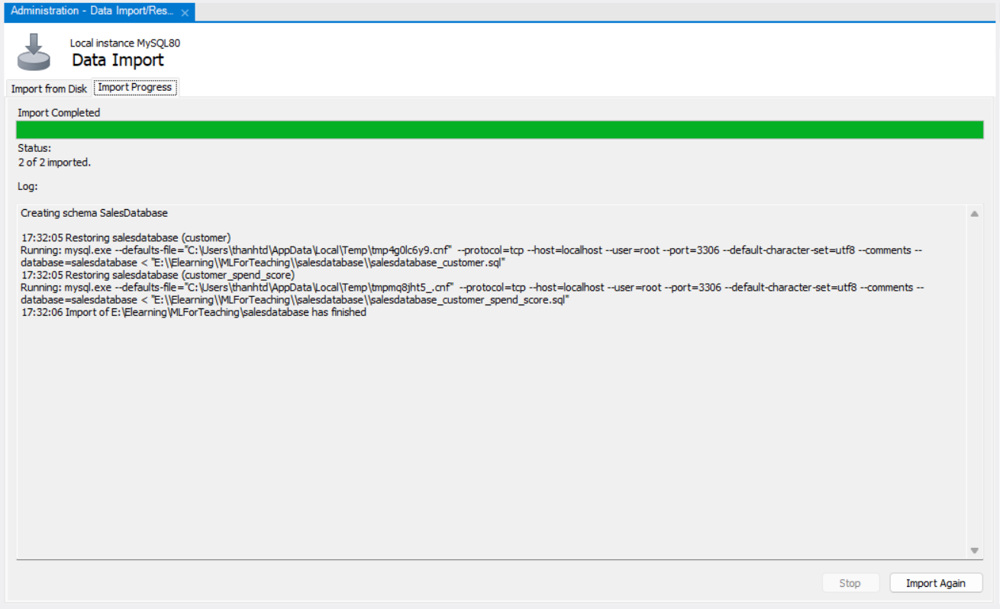 Administration - Data Import/Res...
Local instance MySQL80
Data Import
Import from Disk Import Progress
Import Completed
Status:
2 of 2 imported.
Log:
Creating schema SalesDatabase
17:32:05 Restoring salesdatabase (customer)
Running: mysql.exe --defaults-file="C:\Users\thanhtd\AppData\Local\Temp\tmp4g0lc6y9.cnf" --protocol=tcp --host=localhost --user=root --port=3306 --default-character-set=utf8 --comments --
database=salesdatabase < "E:\\Elearning\\MLForTeaching\\salesdatabase\\salesdatabase_customer.sql"
17:32:05 Restoring salesdatabase (customer_spend_score)
Running: mysql.exe --defaults-file="C:\Users\thanhtd\AppData\Local\Temp\tmpmq8jht5_.cnf" --protocol=tcp --host=localhost --user=root --port=3306 --default-character-set=utf8 --comments --
database=salesdatabase < "E:\\Elearning\\MLForTeaching\\salesdatabase\\salesdatabase_customer_spend_score.sql"
17:32:06 Import of E:\Elearning\MLForTeaching\salesdatabase has finished
Stop Import Again